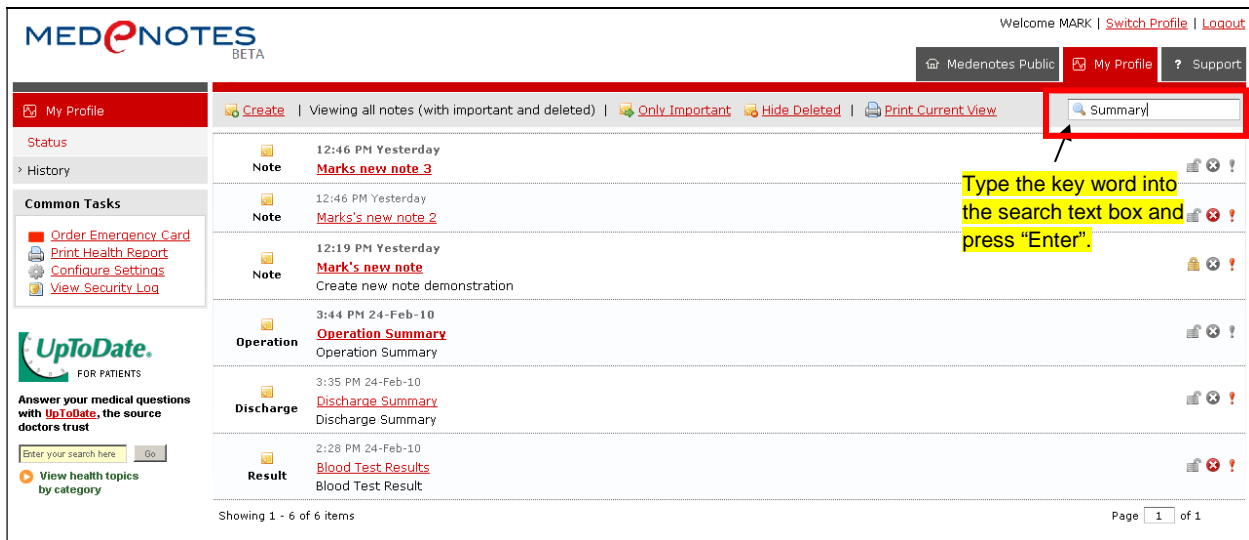 MEDeNOTES
BETA
Welcome MARK | Switch Profile | Logout
Medenotes Public
My Profile
? Support
My Profile
Status
> History
Common Tasks
Order Emergency Card
Print Health Report
Configure Settings
View Security Log
UpToDate®
FOR PATIENTS
Answer your medical questions
with UpToDate, the source
doctors trust
Enter your search here Go
View health topics
by category
Create | Viewing all notes (with important and deleted) | Only Important Hide Deleted | Print Current View
Summary
Type the key word into
the search text box and
press “Enter”.
12:46 PM Yesterday
Note Marks new note 3
12:46 PM Yesterday
Note Marks's new note 2
12:19 PM Yesterday
Note Mark's new note
Create new note demonstration
3:44 PM 24-Feb-10
Operation Operation Summary
Operation Summary
3:35 PM 24-Feb-10
Discharge Discharge Summary
Discharge Summary
2:28 PM 24-Feb-10
Result Blood Test Results
Blood Test Result
Showing 1 - 6 of 6 items
Page 1 of 1